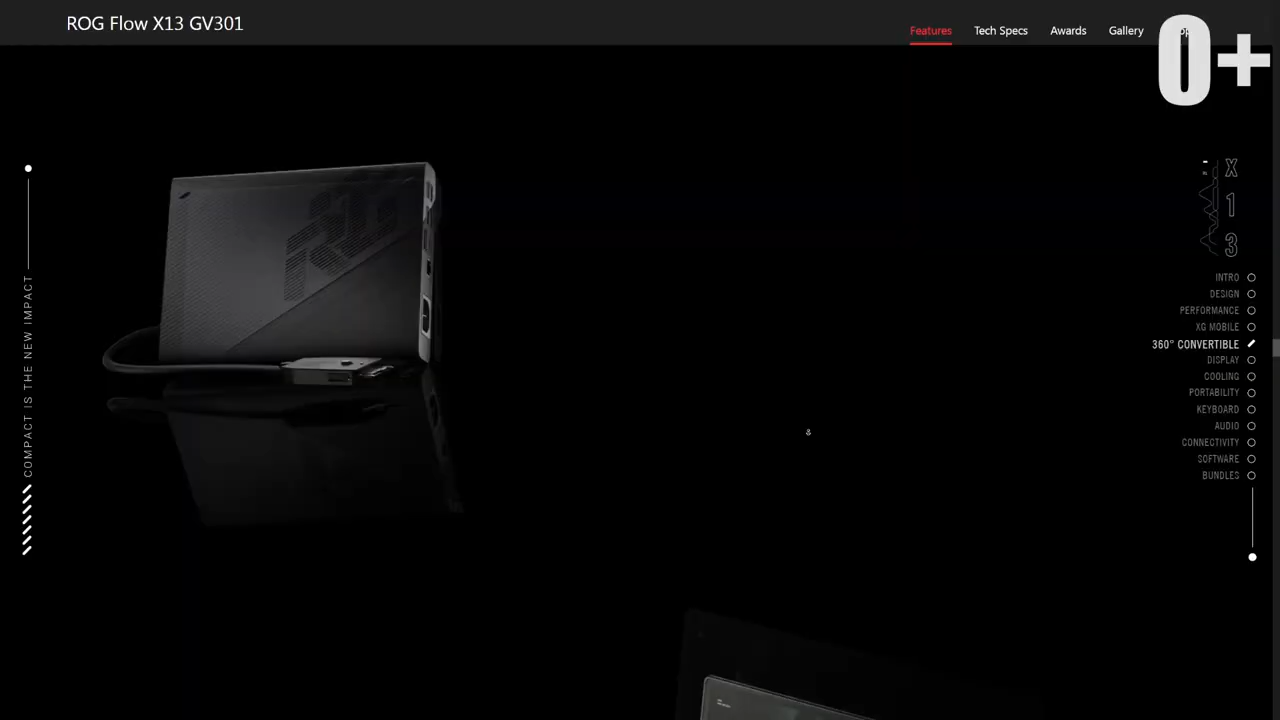 ROG Flow X13 GV301
Features
Tech Specs
Awards
Gallery
0+
COMPACT IS THE NEW IMPACT
ROG
X
1
3
INTRO
DESIGN
PERFORMANCE
XG MOBILE
360° CONVERTIBLE
DISPLAY
COOLING
PORTABILITY
KEYBOARD
AUDIO
CONNECTIVITY
SOFTWARE
BUNDLES